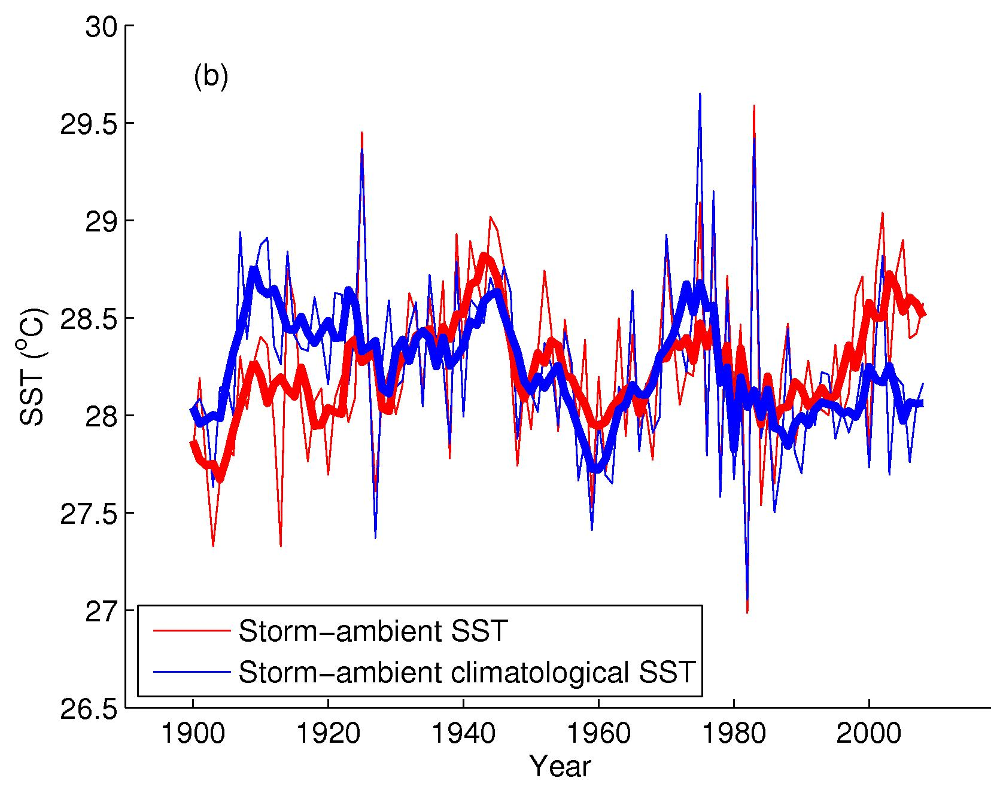 (b)
30
29.5
29
28.5
28
27.5
27
26.5
SST (°C)
Storm−ambient SST
Storm−ambient climatological SST
1900 1920 1940 1960 1980 2000
Year